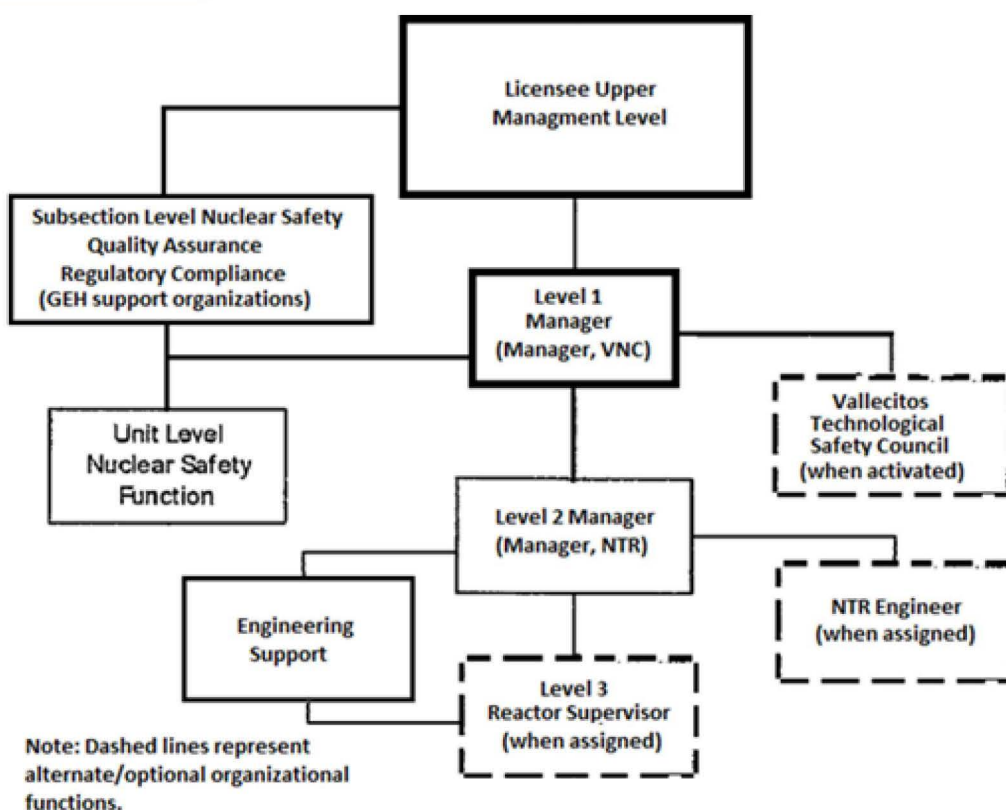 Licensee Upper
Managment Level
Subsection Level Nuclear Safety
Quality Assurance
Regulatory Compliance
(GEH support organizations)
Level 1
Manager
(Manager, VNC)
Unit Level
Nuclear Safety
Function
Vallecitos
Technological
Safety Council
(when activated)
Level 2 Manager
(Manager, NTR)
Engineering
Support
NTR Engineer
(when assigned)
Level 3
Reactor Supervisor
(when assigned)
Note: Dashed lines represent
alternate/optional organizational
functions.